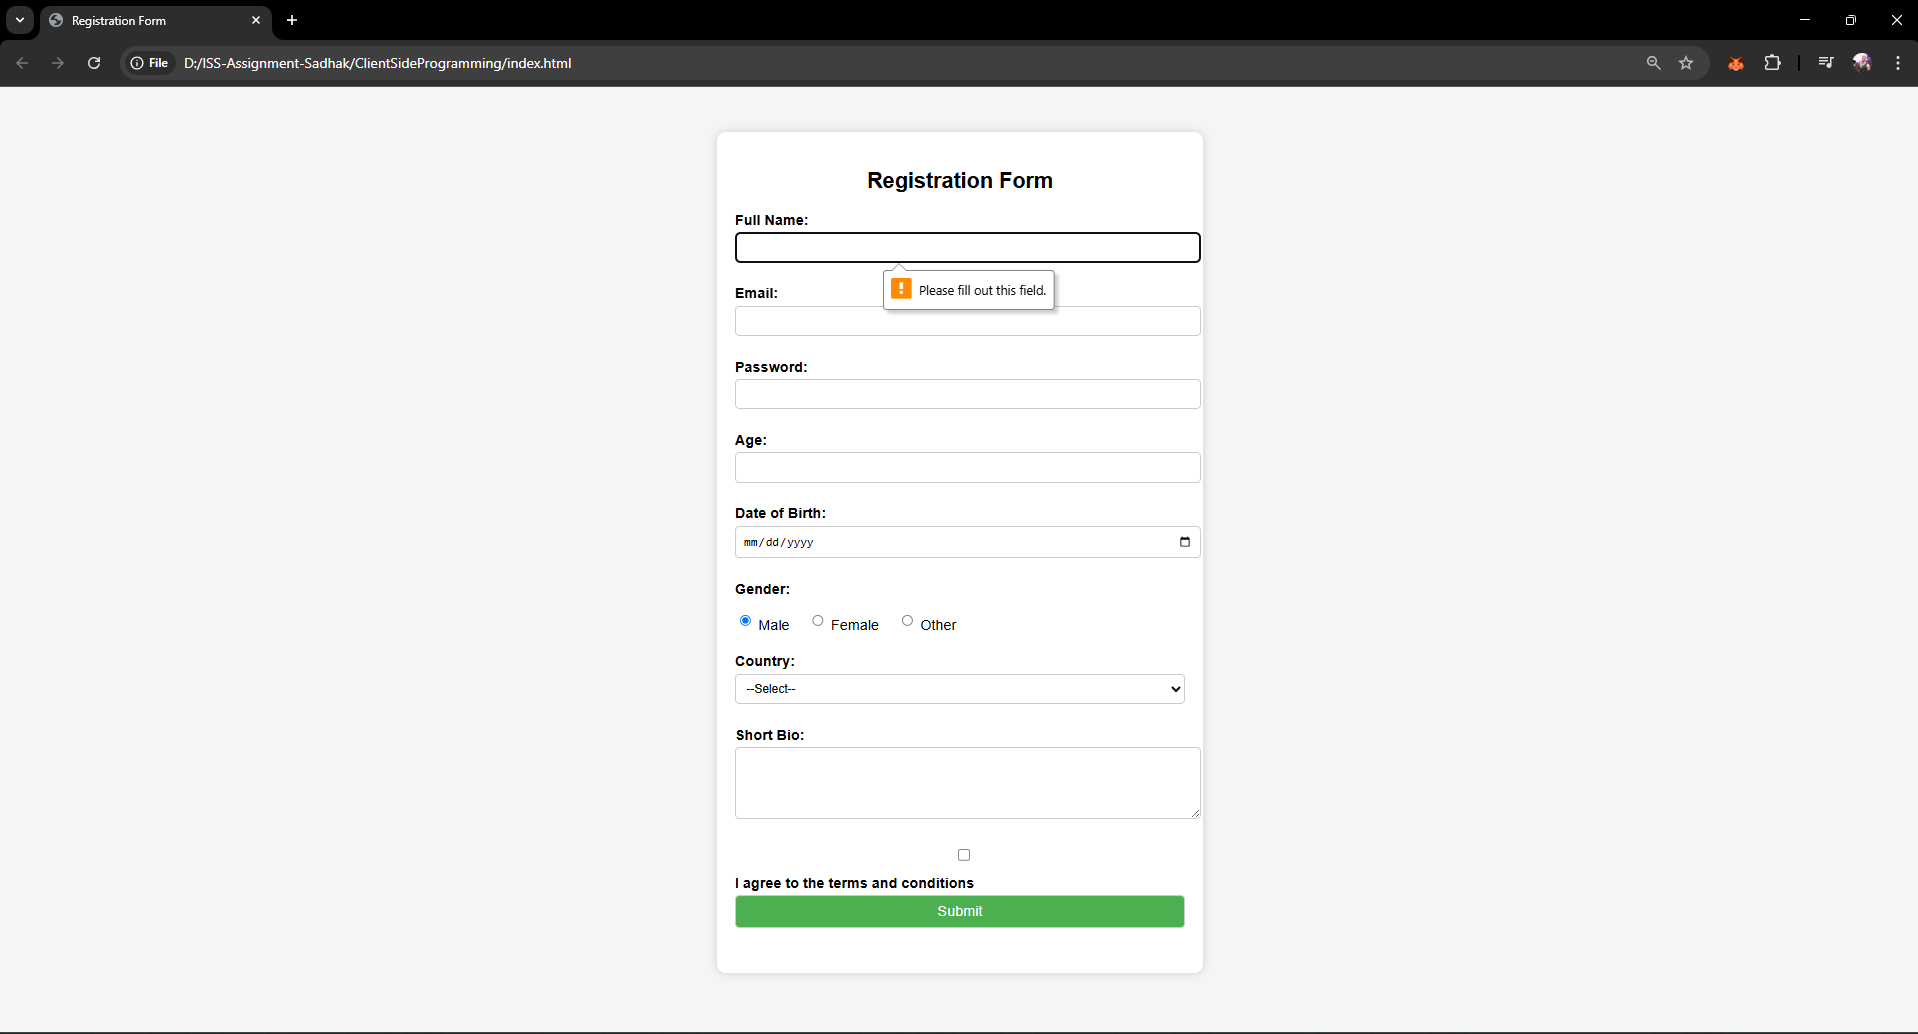 Registration Form
File D:/ISS-Assignment-Sadhak/ClientSideProgramming/index.html
Registration Form
Full Name:
Please fill out this field.
Email:
Password:
Age:
Date of Birth:
mm/dd/yyyy
Gender:
Male Female Other
Country:
--Select--
Short Bio:
I agree to the terms and conditions
Submit